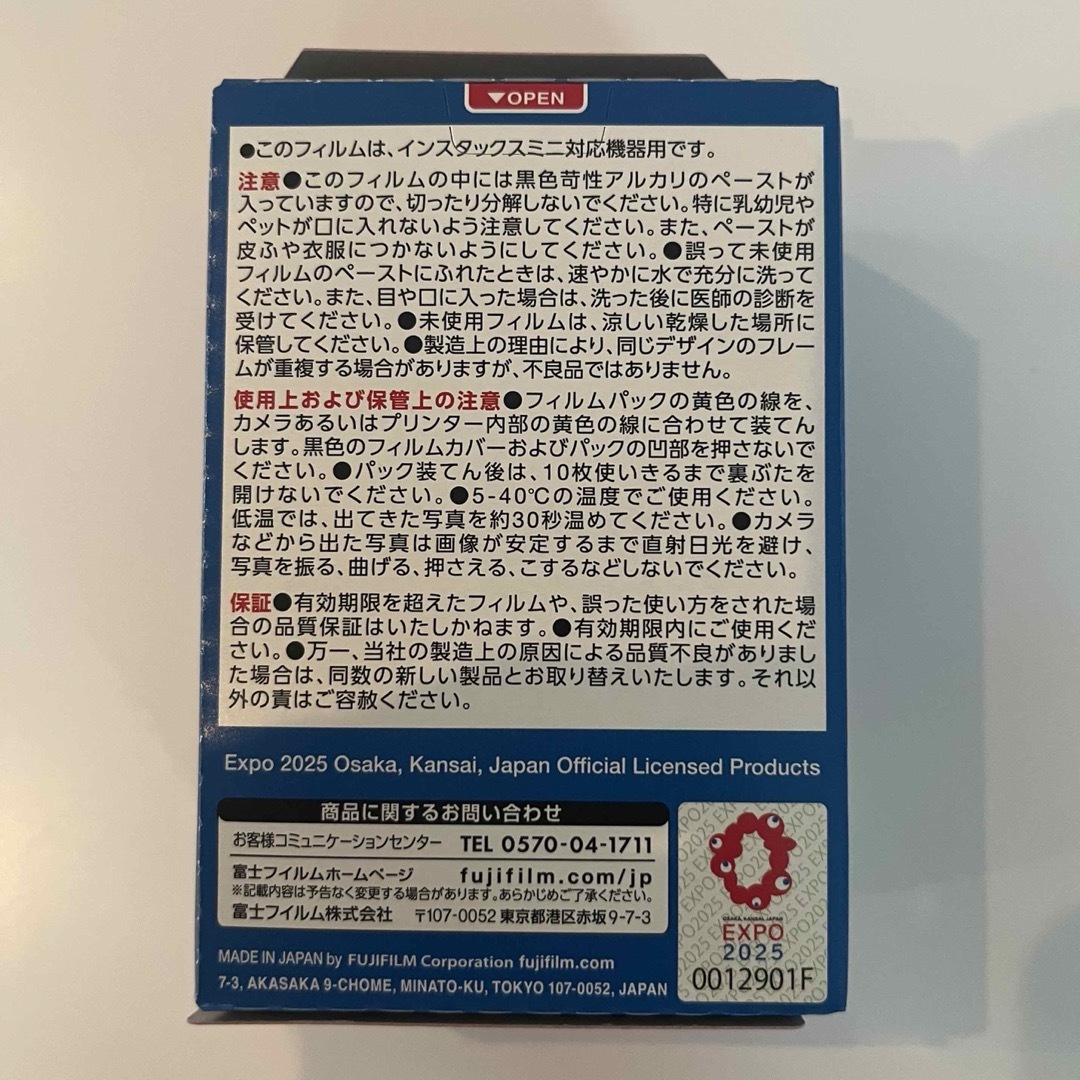 ▼OPEN
●このフィルムは、インスタックスミニ対応機器用です。
注意●このフィルムの中には黒色苛性アルカリのペーストが
入っていますので、切ったり分解しないでください。特に乳幼児や
ペットが口に入れないよう注意してください。また、ペーストが
皮ふや衣服につかないようにしてください。●誤って未使用
フィルムのペーストにふれたときは、速やかに水で充分に洗って
ください。また、目や口に入った場合は、洗った後に医師の診断を
受けてください。●未使用フィルムは、涼しい乾燥した場所に
保管してください。●製造上の理由により、同じデザインのフレー
ムが重複する場合がありますが、不良品ではありません。
使用上および保管上の注意●フィルムパックの黄色の線を、
カメラあるいはプリンター内部の黄色の線に合わせて装てん
します。黒色のフィルムカバーおよびパックの凹部を押さないで
ください。●パック装てん後は、10枚使いきるまで裏ぶたを
開けないでください。●5-40℃の温度でご使用ください。
低温では、出てきた写真を約30秒温めてください。●カメラ
などから出た写真は画像が安定するまで直射日光を避け、
写真を振る、曲げる、押さえる、こするなどしないでください。
保証●有効期限を超えたフィルムや、誤った使い方をされた場
合の品質保証はいたしかねます。●有効期限内にご使用くだ
さい。●万一、当社の製造上の原因による品質不良がありまし
た場合は、同数の新しい製品とお取り替えいたします。それ以
外の責はご容赦ください。
Expo 2025 Osaka, Kansai, Japan Official Licensed Products
商品に関するお問い合わせ
お客様コミュニケーションセンター TEL 0570-04-1711
富士フイルムホームページ fujifilm.com/jp
※記載内容は予告なく変更する場合があります。あらかじめご了承ください。
富士フイルム株式会社 〒107-0052 東京都港区赤坂9-7-3
MADE IN JAPAN by FUJIFILM Corporation fujifilm.com
7-3, AKASAKA 9-CHOME, MINATO-KU, TOKYO 107-0052, JAPAN
OSAKA, KANSAI, JAPAN
EXPO
2025
0012901F